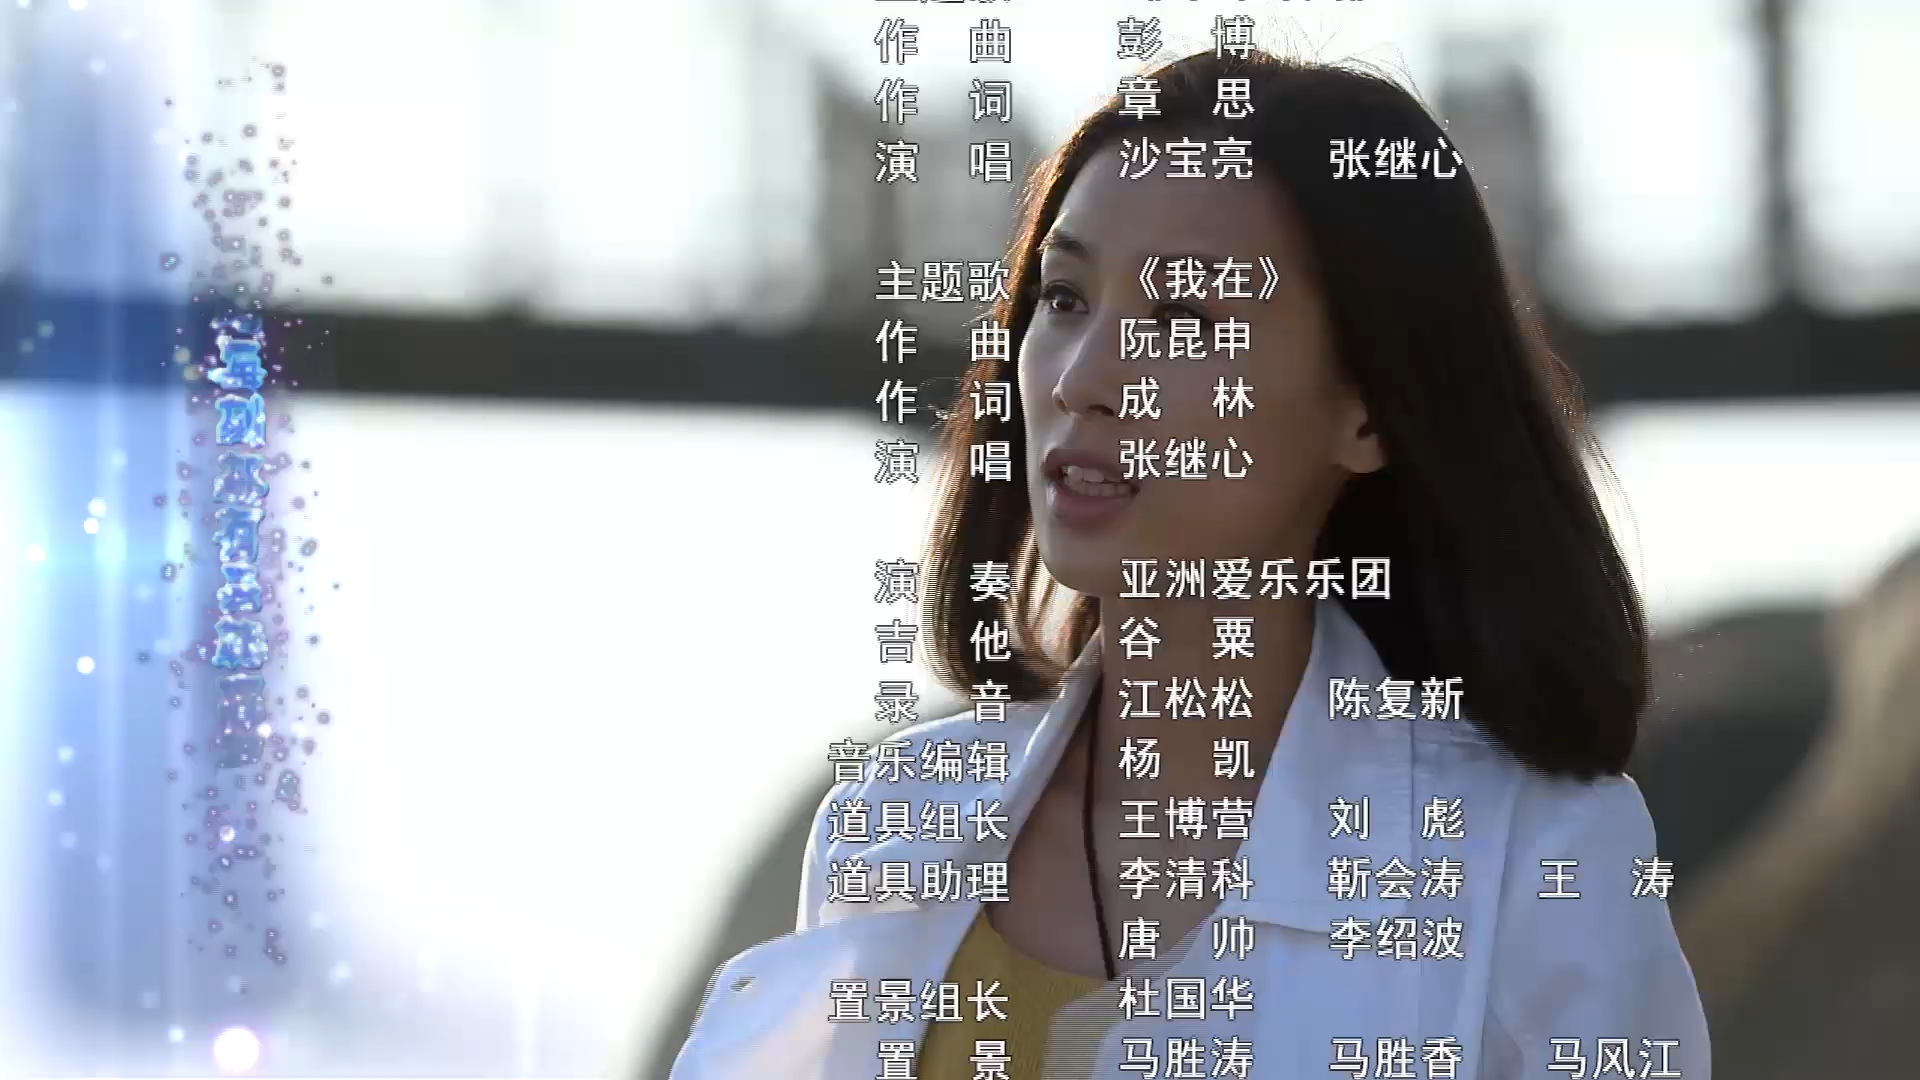 作 曲 彭 博
作 词 章 思
演 唱 沙宝亮 张继心
主题歌 《我在》
作 曲 阮昆申
作 词 成 林
演 唱 张继心
演 奏 亚洲爱乐乐团
吉 他 谷 粟
录 音 江松松 陈复新
音乐编辑 杨 凯
道具组长 王博营 刘 彪
道具助理 李清科 靳会涛 王 涛
唐 帅 李绍波
置景组长 杜国华
置 景 马胜涛 马胜香 马风江